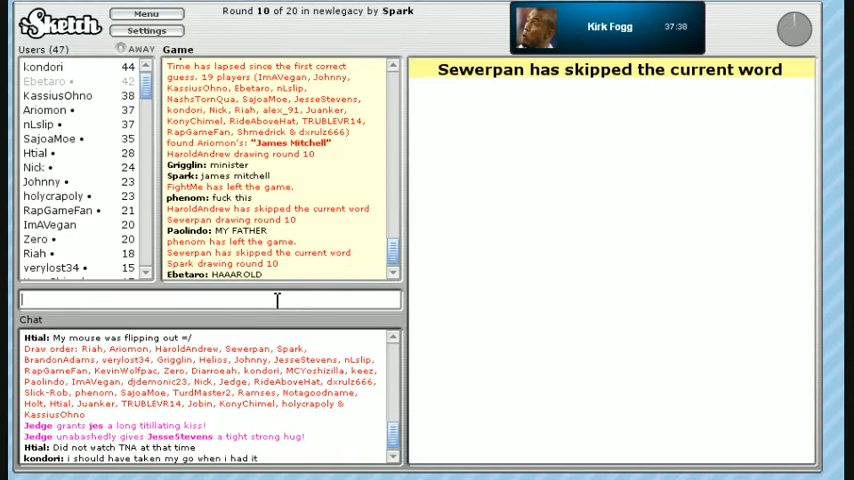 iSketch
Menu
Settings
Round 10 of 20 in newlegacy by Spark
Kirk Fogg
37:38
Users (47)
AWAY
kondori 44
Ebetaro • 42
KassiusOhno 38
Ariomon • 37
nLslip • 37
SajoaMoe • 35
Htial • 28
Nick • 24
Johnny • 23
holycrapoly • 23
RapGameFan • 21
ImAVegan 20
Zero • 20
Riah • 18
verylost34 • 15
Game
Time has lapsed since the first correct
guess. 19 players (ImAVegan, Johnny,
KassiusOhno, Ebetaro, nLslip,
NashsTornQua, SajoaMoe, JesseStevens,
kondori, Nick, Riah, alex_91, Juanker,
KonyChimel, RideAboveHat, TRUBLEVR14,
RapGameFan, Shmedrick & dxrulz666)
found Ariomon's: "James Mitchell"
HaroldAndrew drawing round 10
Grigglin: minister
Spark: james mitchell
FightMe has left the game.
phenom: fuck this
HaroldAndrew has skipped the current word
Sewerpan drawing round 10
Paolindo: MY FATHER
phenom has left the game.
Sewerpan has skipped the current word
Spark drawing round 10
Ebetaro: HAAAROLD
Sewerpan has skipped the current word
Chat
Htial: My mouse was flipping out =/
Draw order: Riah, Ariomon, HaroldAndrew, Sewerpan, Spark,
BrandonAdams, verylost34, Grigglin, Helios, Johnny, JesseStevens, nLslip,
RapGameFan, KevinWolfpac, Zero, Diarroeah, kondori, MCYoshizilla, keez,
Paolindo, ImAVegan, djdemonic23, Nick, Jedge, RideAboveHat, dxrulz666,
Slick-Rob, phenom, SajoaMoe, TurdMaster2, Ramses, Notagoodname,
Holt, Htial, Juanker, TRUBLEVR14, Jobin, KonyChimel, holycrapoly &
KassiusOhno
Jedge grants jes a long titillating kiss!
Jedge unabashedly gives JesseStevens a tight strong hug!
Htial: Did not watch TNA at that time
kondori: i should have taken my go when i had it